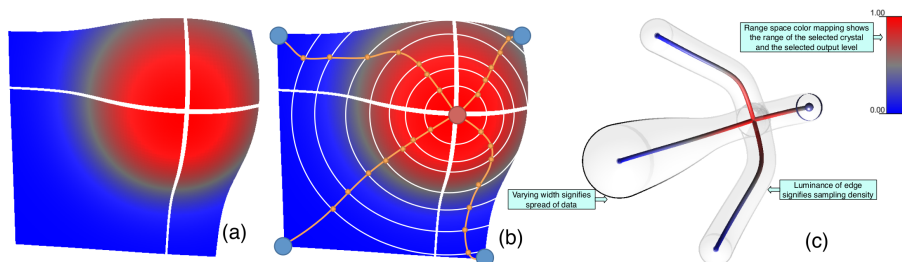 Range space color mapping shows
the range of the selected crystal
and the selected output level
1.00
0.00
Varying width signifies
spread of data
Luminance of edge
signifies sampling density
(a)
(b)
(c)